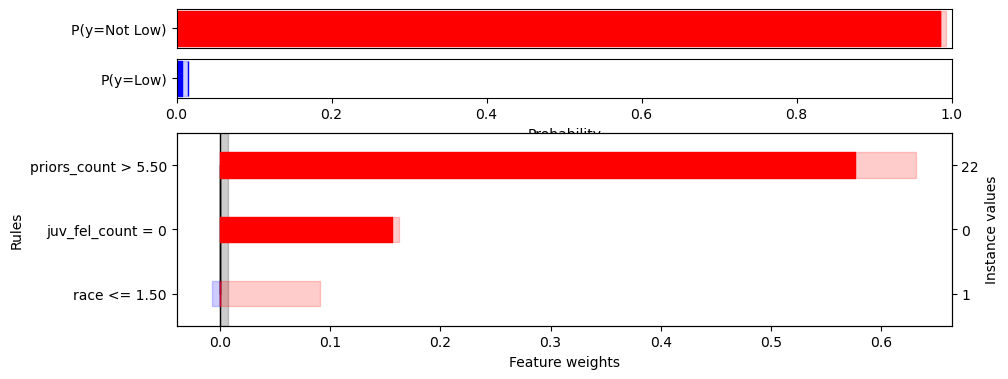 P(y=Not Low)
P(y=Low)
0.0 0.2 0.4 0.6 0.8 1.0
Probability
priors_count > 5.50 22
juv_fel_count = 0 0
race <= 1.50 1
Rules
Instance values
0.0 0.1 0.2 0.3 0.4 0.5 0.6
Feature weights